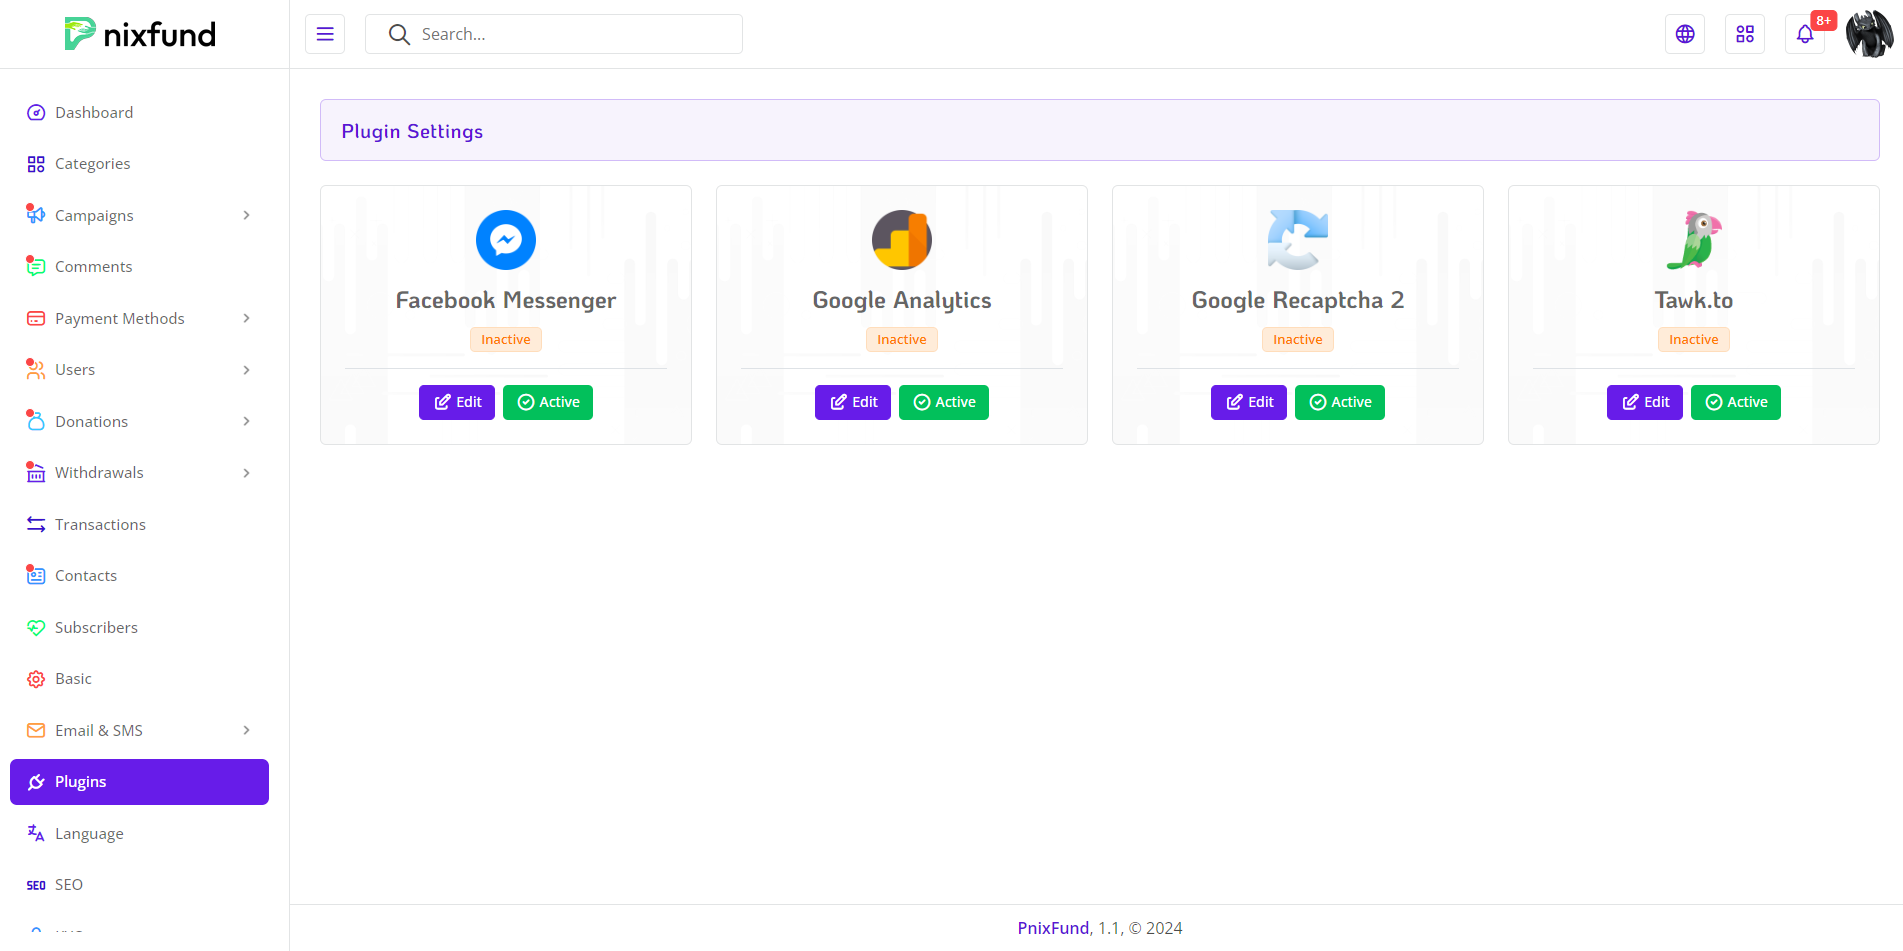 nixfund
Search...
8+
Dashboard
Categories
Campaigns
Comments
Payment Methods
Users
Donations
Withdrawals
Transactions
Contacts
Subscribers
Basic
Email & SMS
Plugins
Language
SEO SEO
Plugin Settings
Facebook Messenger
Inactive
Edit Active
Google Analytics
Inactive
Edit Active
Google Recaptcha 2
Inactive
Edit Active
Tawk.to
Inactive
Edit Active
PnixFund, 1.1, © 2024